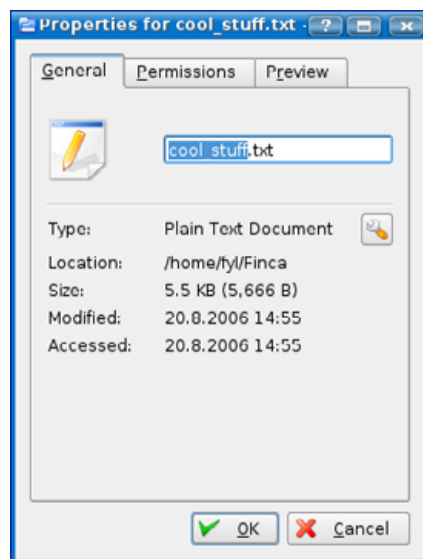 Properties for cool_stuff.txt - ?
General Permissions Preview
cool_stuff.txt
Type: Plain Text Document
Location: /home/fyl/Finca
Size: 5.5 KB (5,666 B)
Modified: 20.8.2006 14:55
Accessed: 20.8.2006 14:55
OK Cancel